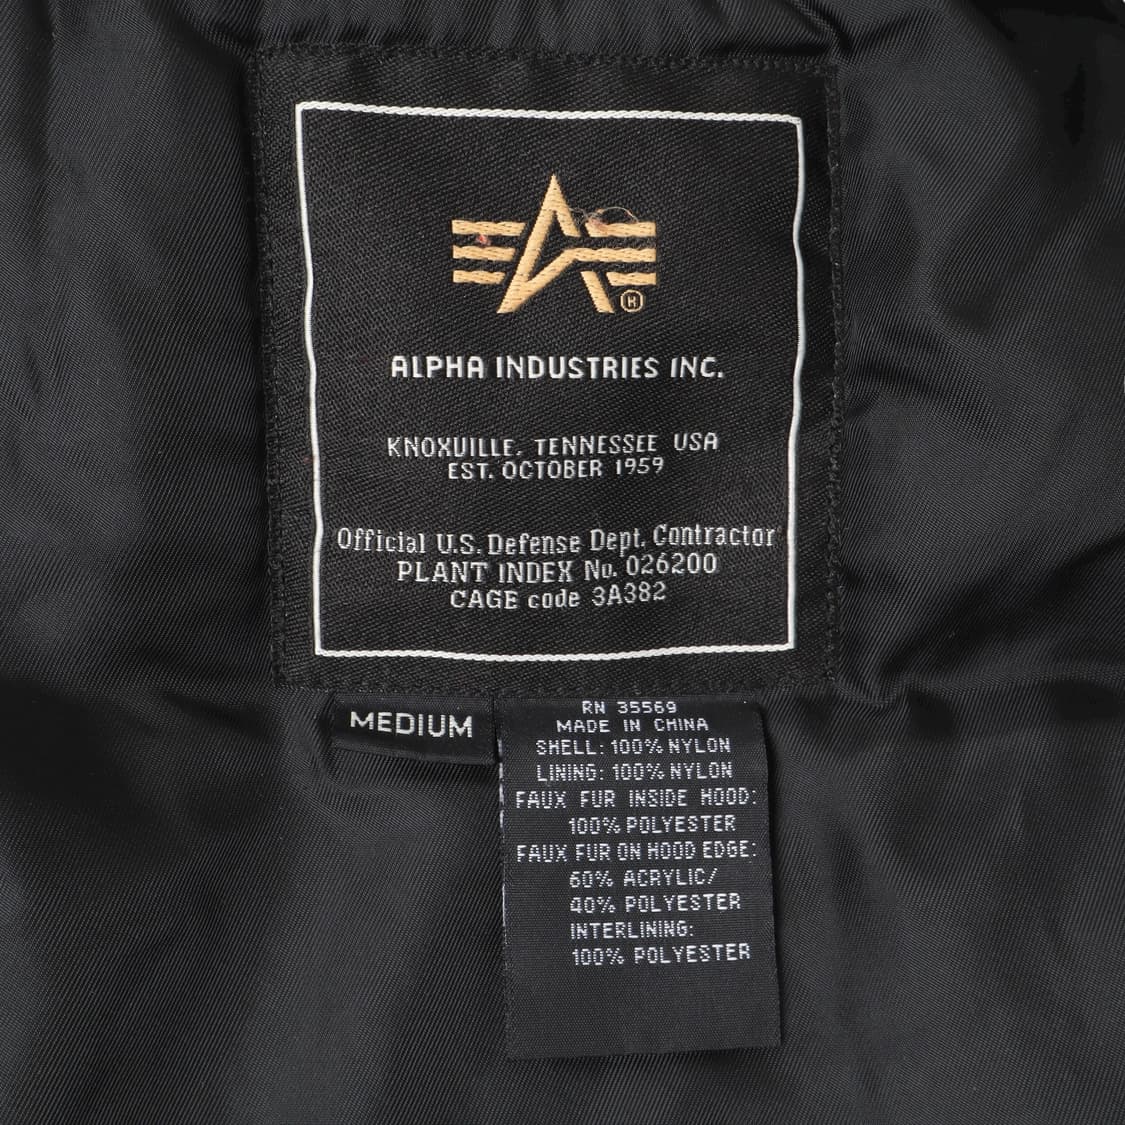 ®
ALPHA INDUSTRIES INC.
KNOXVILLE, TENNESSEE USA
EST. OCTOBER 1959
Official U.S. Defense Dept. Contractor
PLANT INDEX No. 026200
CAGE code 3A382
MEDIUM
RN 35569
MADE IN CHINA
SHELL: 100% NYLON
LINING: 100% NYLON
FAUX FUR INSIDE HOOD:
100% POLYESTER
FAUX FUR ON HOOD EDGE:
60% ACRYLIC/
40% POLYESTER
INTERLINING:
100% POLYESTER